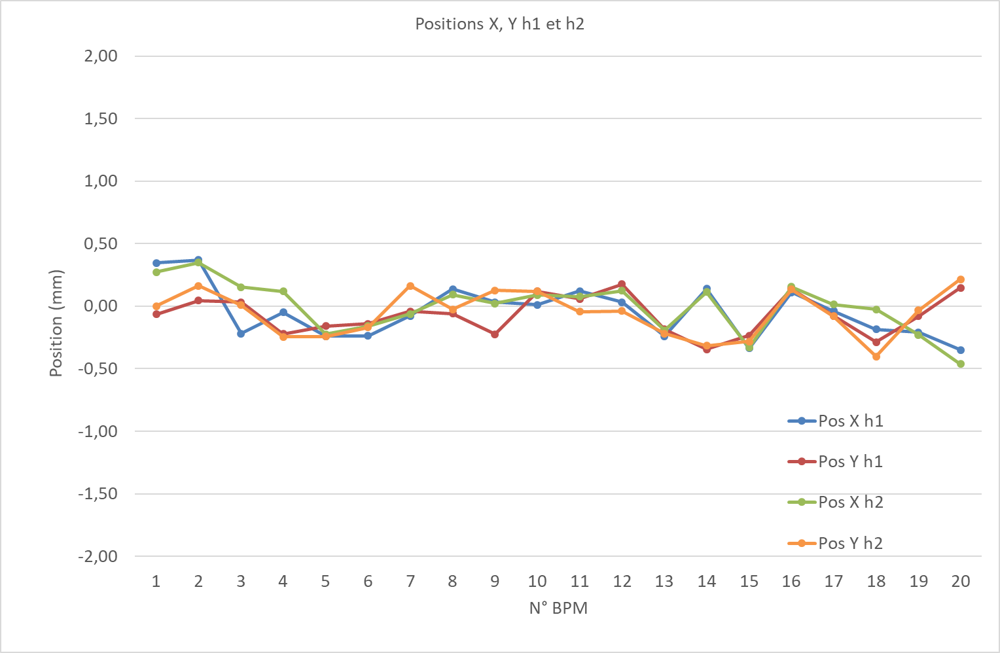 Positions X, Y h1 et h2
2,00
1,50
1,00
0,50
0,00
-0,50
-1,00
-1,50
-2,00
Position (mm)
Pos X h1
Pos Y h1
Pos X h2
Pos Y h2
1 2 3 4 5 6 7 8 9 10 11 12 13 14 15 16 17 18 19 20
N° BPM